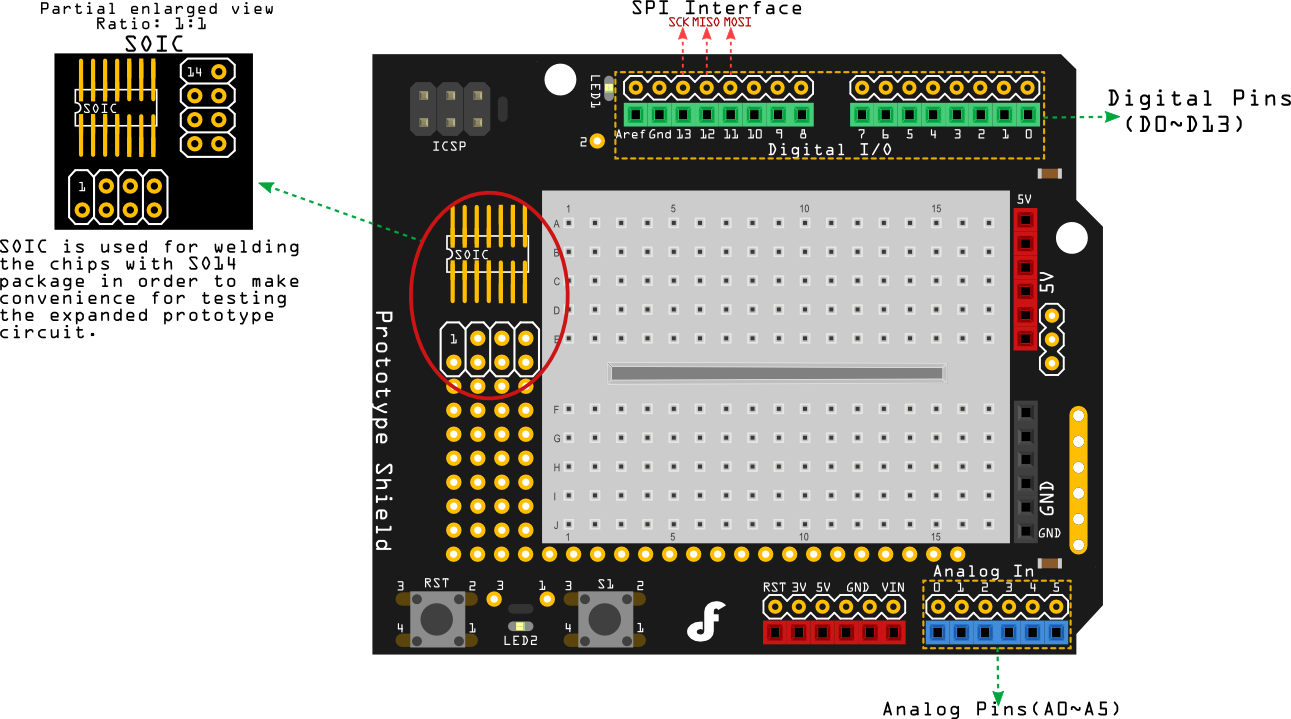 Partial enlarged view
Ratio: 1:1
SOIC
14
SOIC
1
SOIC is used for welding
the chips with SO14
package in order to make
convenience for testing
the expanded prototype
circuit.
SPI Interface
SCK MISO MOSI
LED1
ICSP
2
Aref Gnd 13 12 11 10 9 8 7 6 5 4 3 2 1 0
Digital I/O
Digital Pins
(D0~D13)
SOIC
1
Prototype Shield
1 5 10 15
A
B
C
D
E
F
G
H
I
J
1 5 10 15
5V
5V
GND
GND
3 RST 2
4 1
3 1
LED2
3 S1 2
4 1
RST 3V 5V GND VIN
Analog In
0 1 2 3 4 5
Analog Pins(A0~A5)